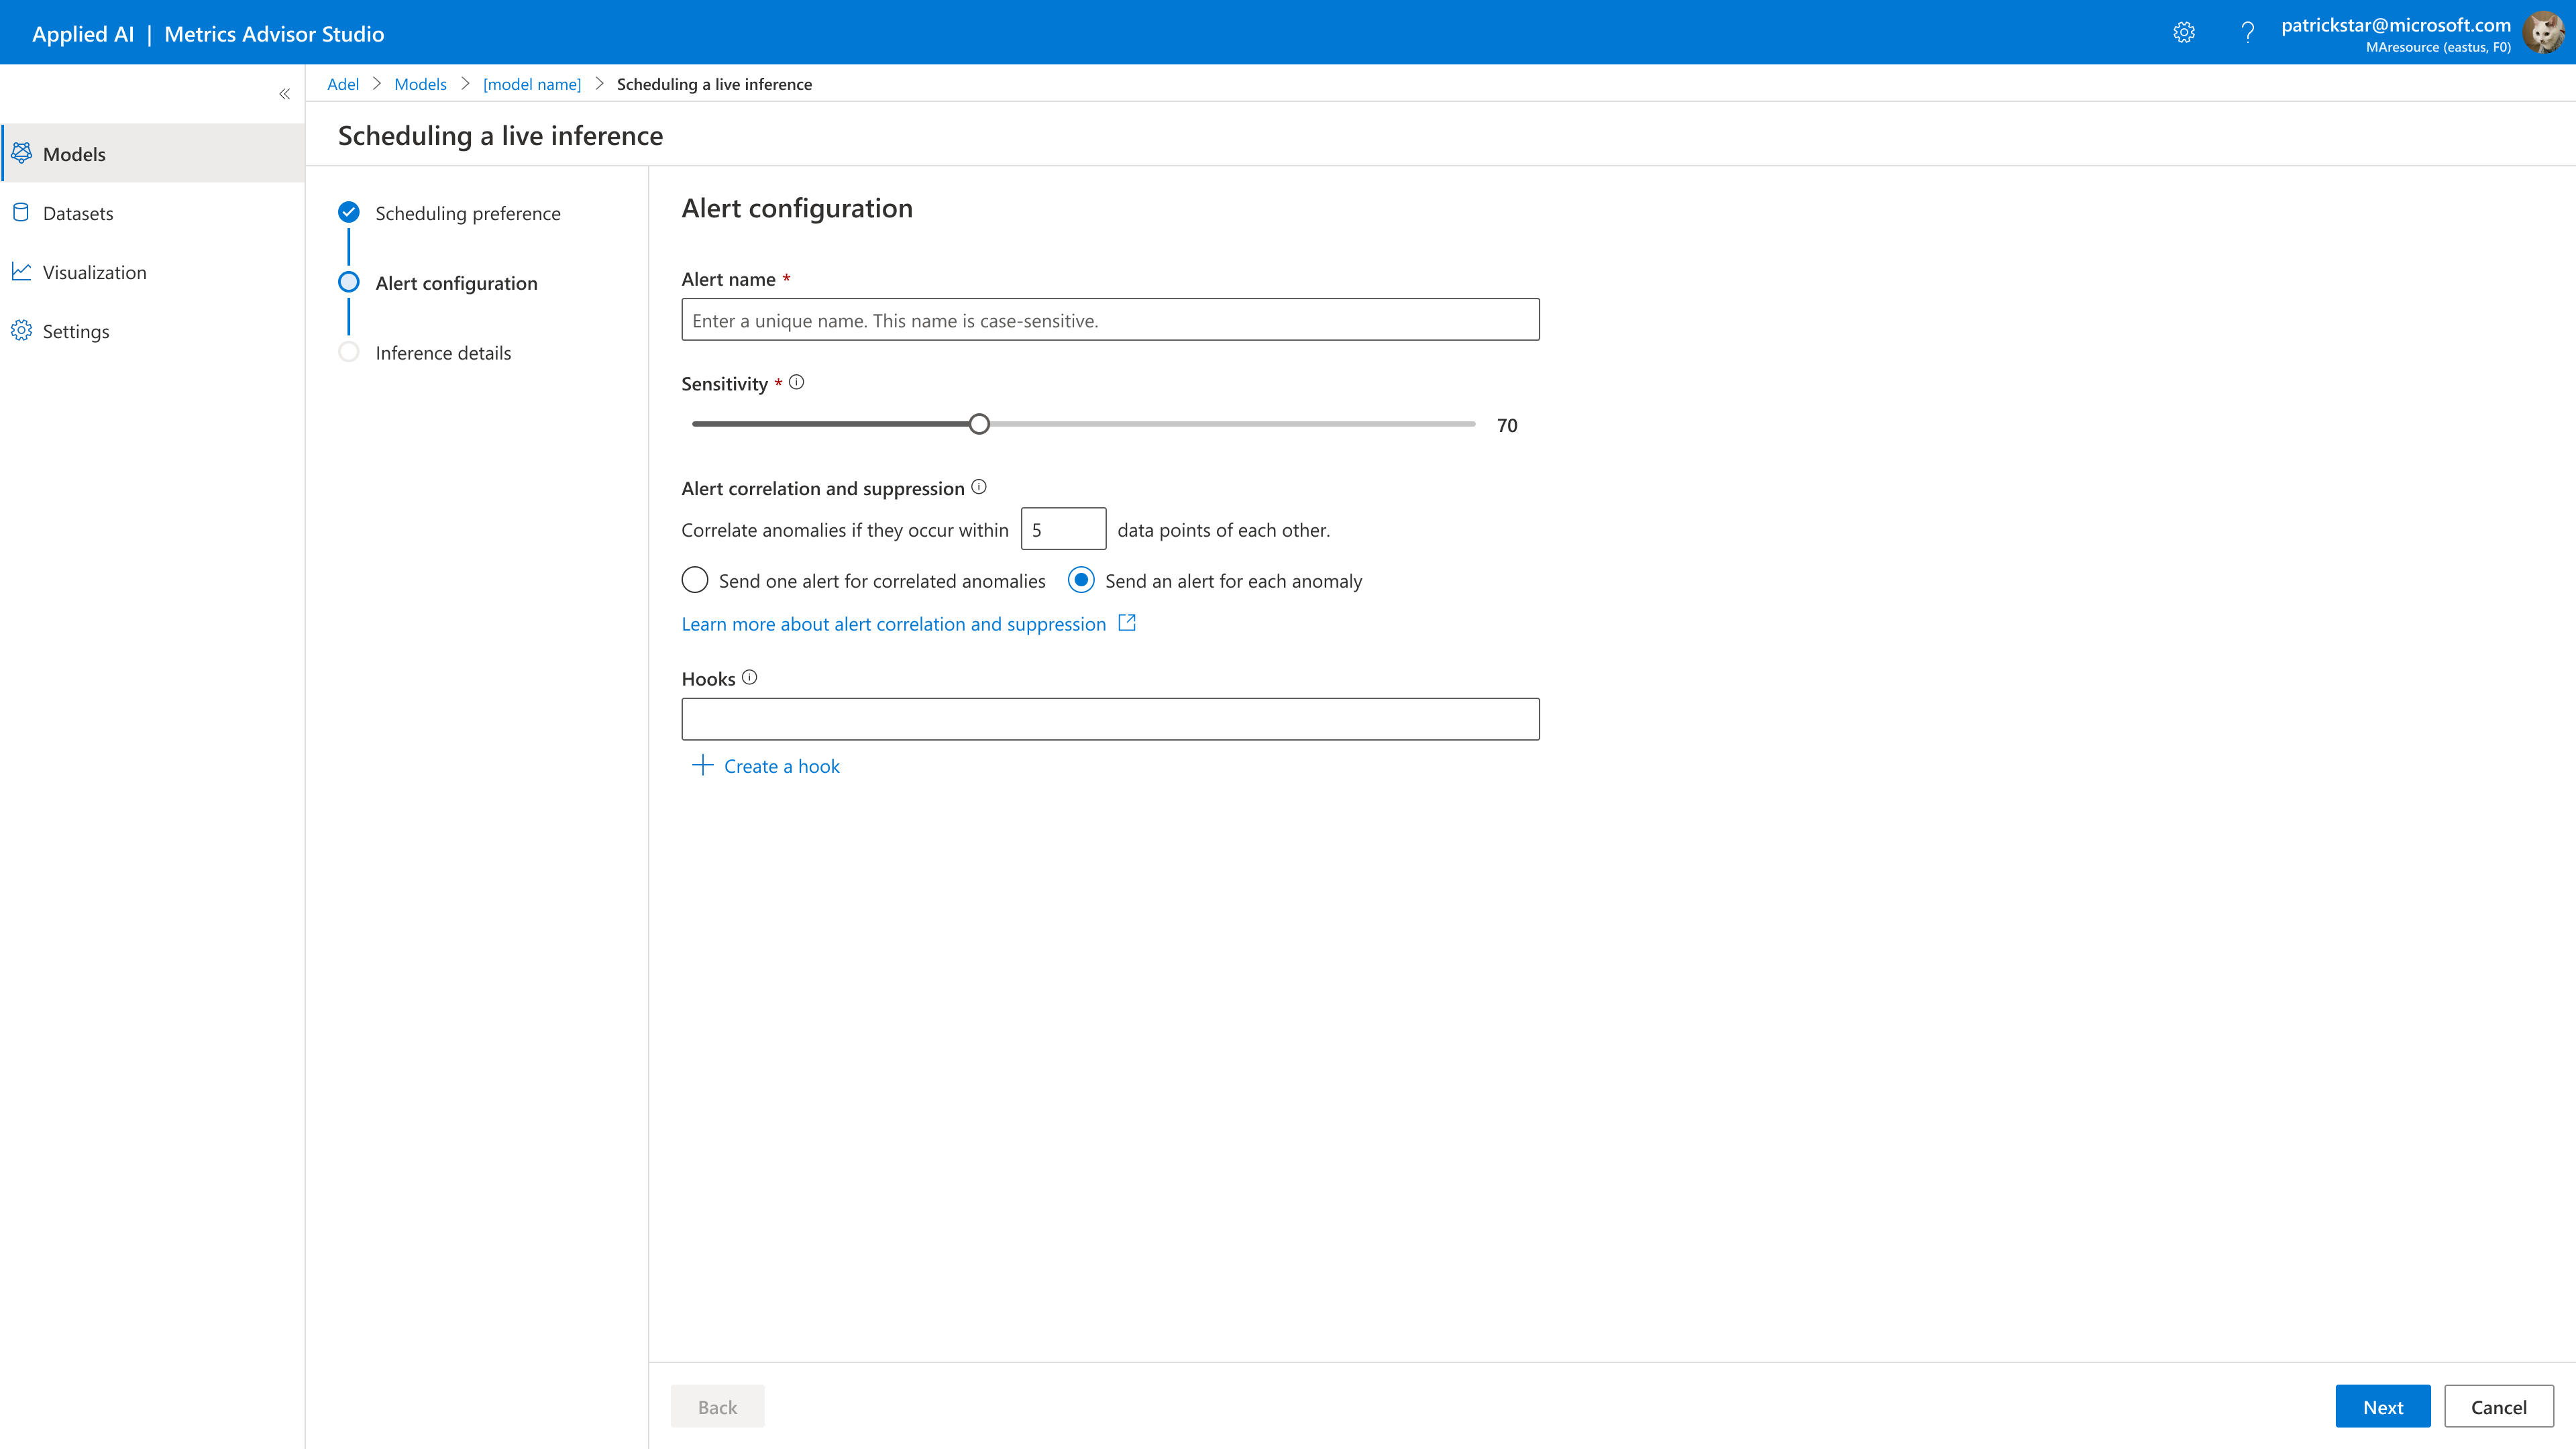 Applied AI | Metrics Advisor Studio
patrickstar@microsoft.com
MAresource (eastus, F0)
Adel > Models > [model name] > Scheduling a live inference
Scheduling a live inference
Models
Datasets
Visualization
Settings
Scheduling preference
Alert configuration
Inference details
Alert configuration
Alert name *
Enter a unique name. This name is case-sensitive.
Sensitivity *
70
Alert correlation and suppression
Correlate anomalies if they occur within 5 data points of each other.
Send one alert for correlated anomalies Send an alert for each anomaly
Learn more about alert correlation and suppression
Hooks
Create a hook
Back
Next
Cancel